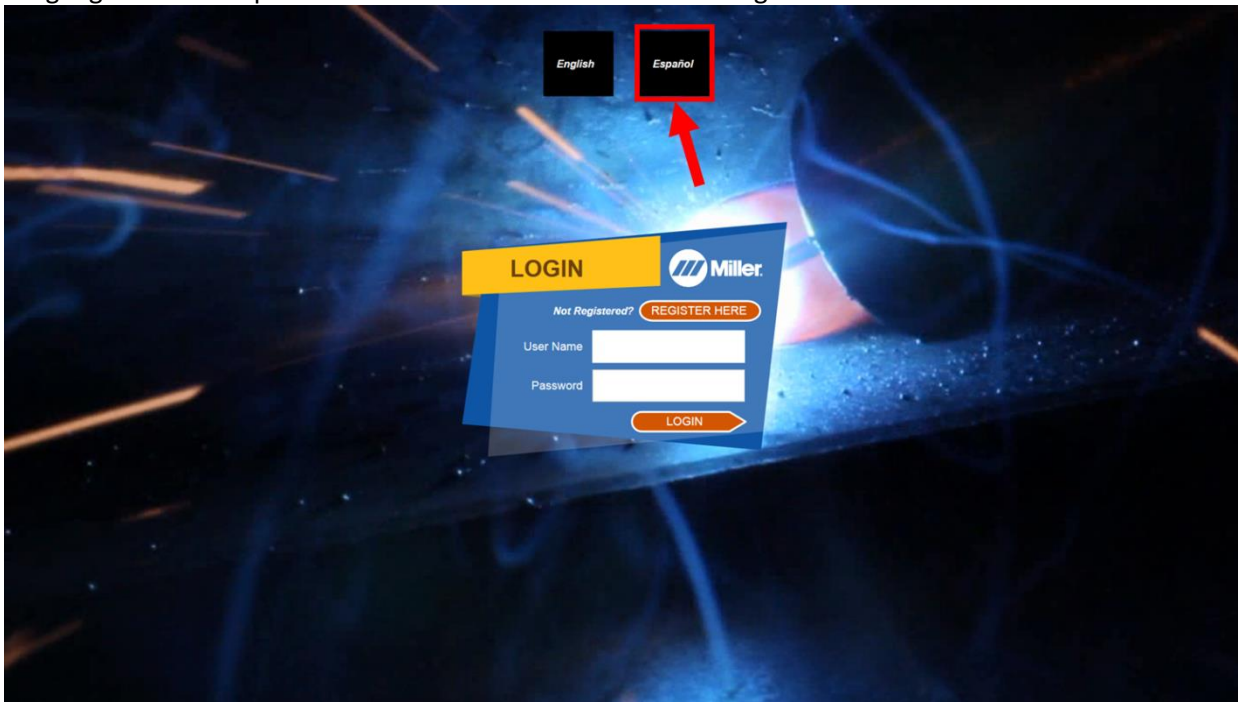 English
Español
LOGIN
Miller
Not Registered? REGISTER HERE
User Name
Password
LOGIN